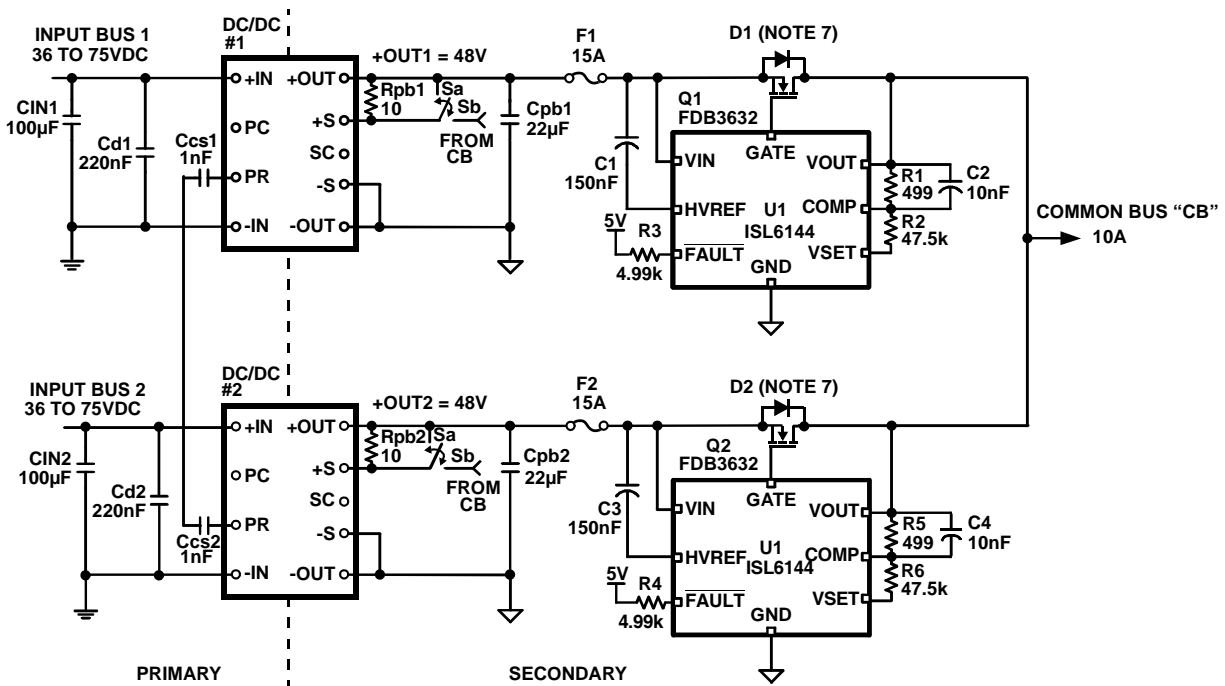 DC/DC
#1
INPUT BUS 1
36 TO 75VDC
+OUT1 = 48V
F1
15A
D1 (NOTE 7)
+IN
+OUT
CIN1
100µF
Cd1
220nF
Ccs1
1nF
PC
PR
-IN
+S
SC
-S
-OUT
Rpb1
10
Sa
Sb
FROM
CB
Cpb1
22µF
Q1
FDB3632
C1
150nF
VIN
GATE
VOUT
HVREF
U1
ISL6144
COMP
R1
499
C2
10nF
R2
47.5k
5V
R3
4.99k
FAULT
GND
VSET
COMMON BUS “CB”
10A
DC/DC
#2
INPUT BUS 2
36 TO 75VDC
+OUT2 = 48V
F2
15A
D2 (NOTE 7)
+IN
+OUT
CIN2
100µF
Cd2
220nF
Ccs2
1nF
PC
PR
-IN
+S
SC
-S
-OUT
Rpb2
10
Sa
Sb
FROM
CB
Cpb2
22µF
Q2
FDB3632
C3
150nF
VIN
GATE
VOUT
HVREF
U1
ISL6144
COMP
R5
499
C4
10nF
R6
47.5k
5V
R4
4.99k
FAULT
GND
VSET
PRIMARY
SECONDARY